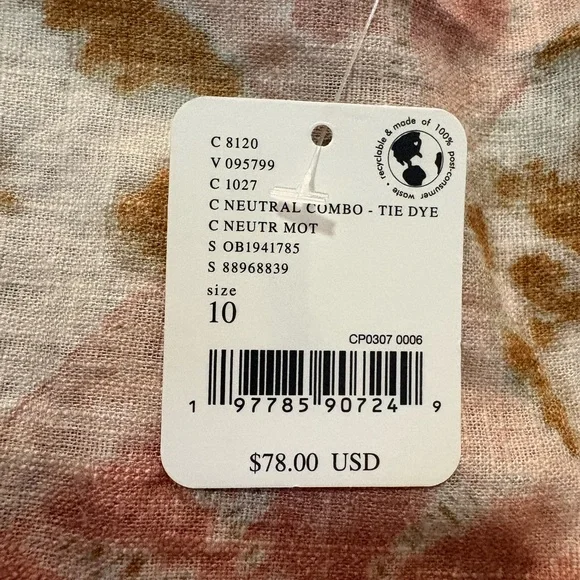 C 8120
V 095799
C 1027
C NEUTRAL COMBO - TIE DYE
C NEUTR MOT
S OB1941785
S 88968839
size
10
recyclable & made of 100% post-consumer waste •
CP0307 0006
1 97785 90724 9
$78.00 USD